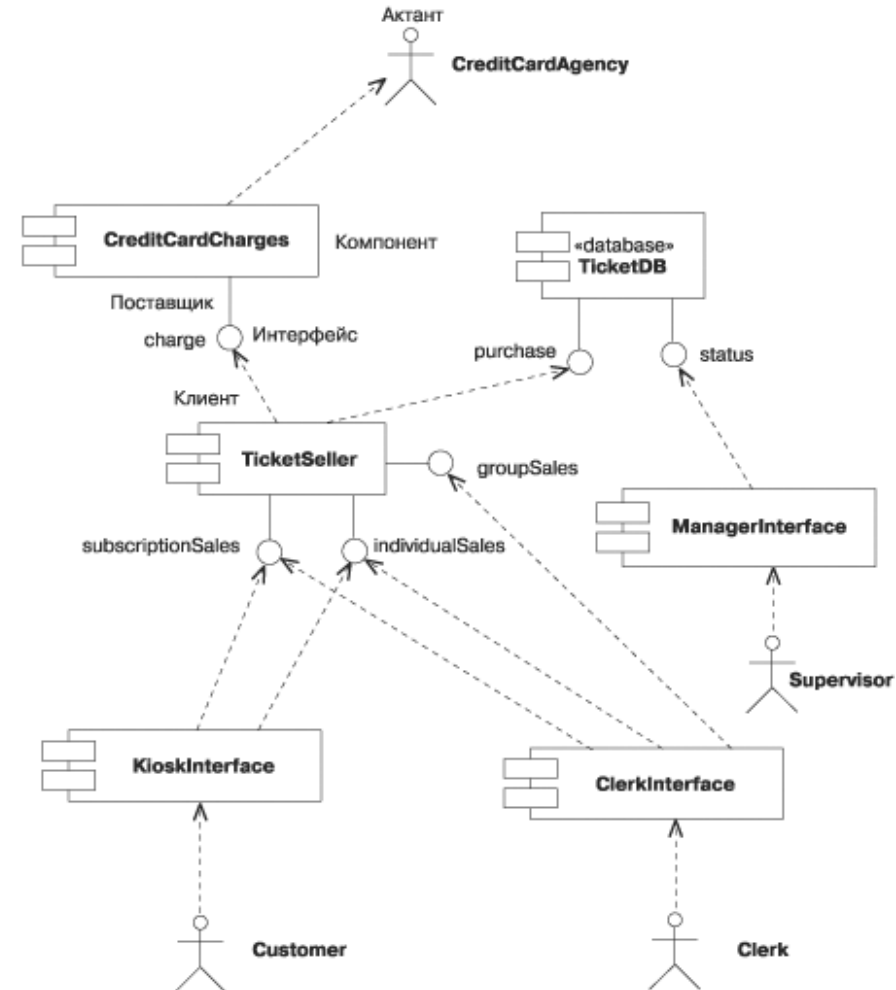 Актант
CreditCardAgency
CreditCardCharges
Компонент
«database»
TicketDB
Поставщик
charge
Интерфейс
purchase
status
Клиент
TicketSeller
groupSales
ManagerInterface
subscriptionSales
individualSales
Supervisor
KioskInterface
ClerkInterface
Customer
Clerk